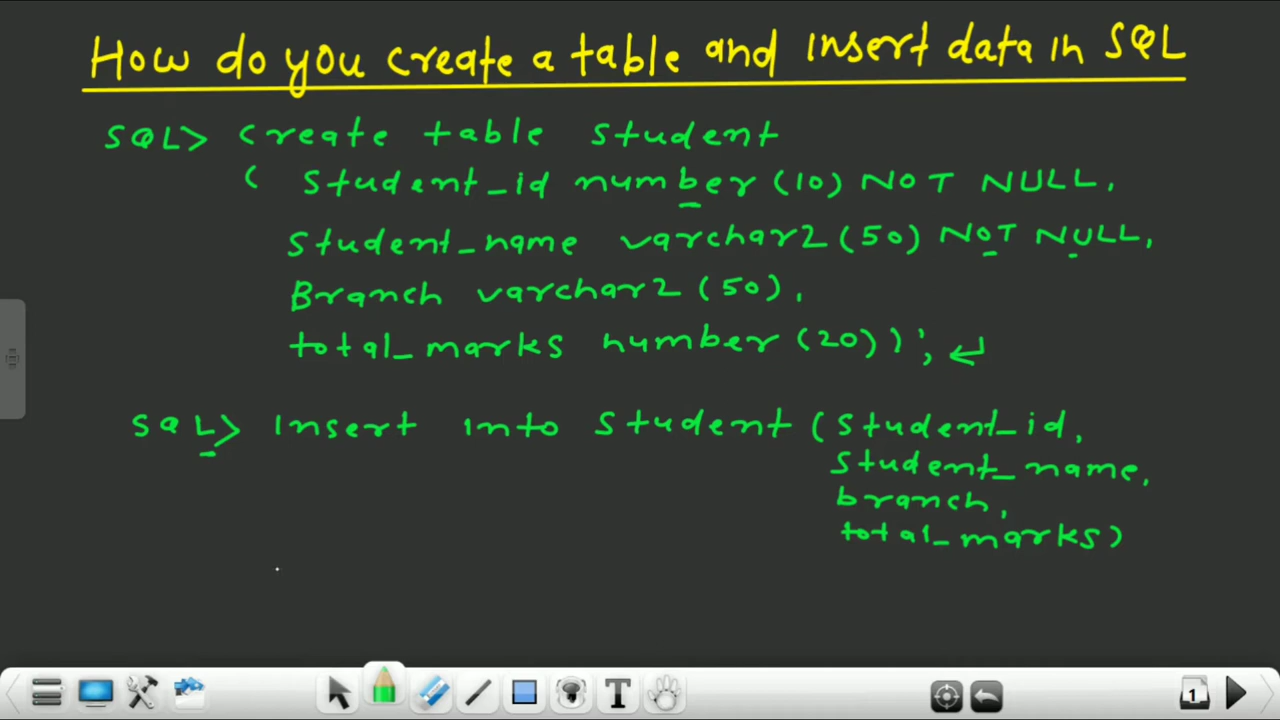 How do you create a table and insert data in SQL
SQL> Create table student
( Student_id number (10) NOT NULL,
Student_name varchar2 (50) NOT NULL,
Branch varchar2 (50),
total_marks number (20));
SQL> Insert into student (student_id,
student_name,
branch,
total_marks)
T
1